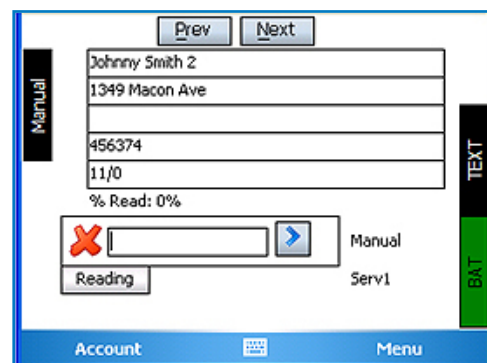 Prev Next
Manual
Johnny Smith 2
1349 Macon Ave
456374
11/0
% Read: 0%
Manual
Reading
Serv1
TEXT
BAT
Account Menu